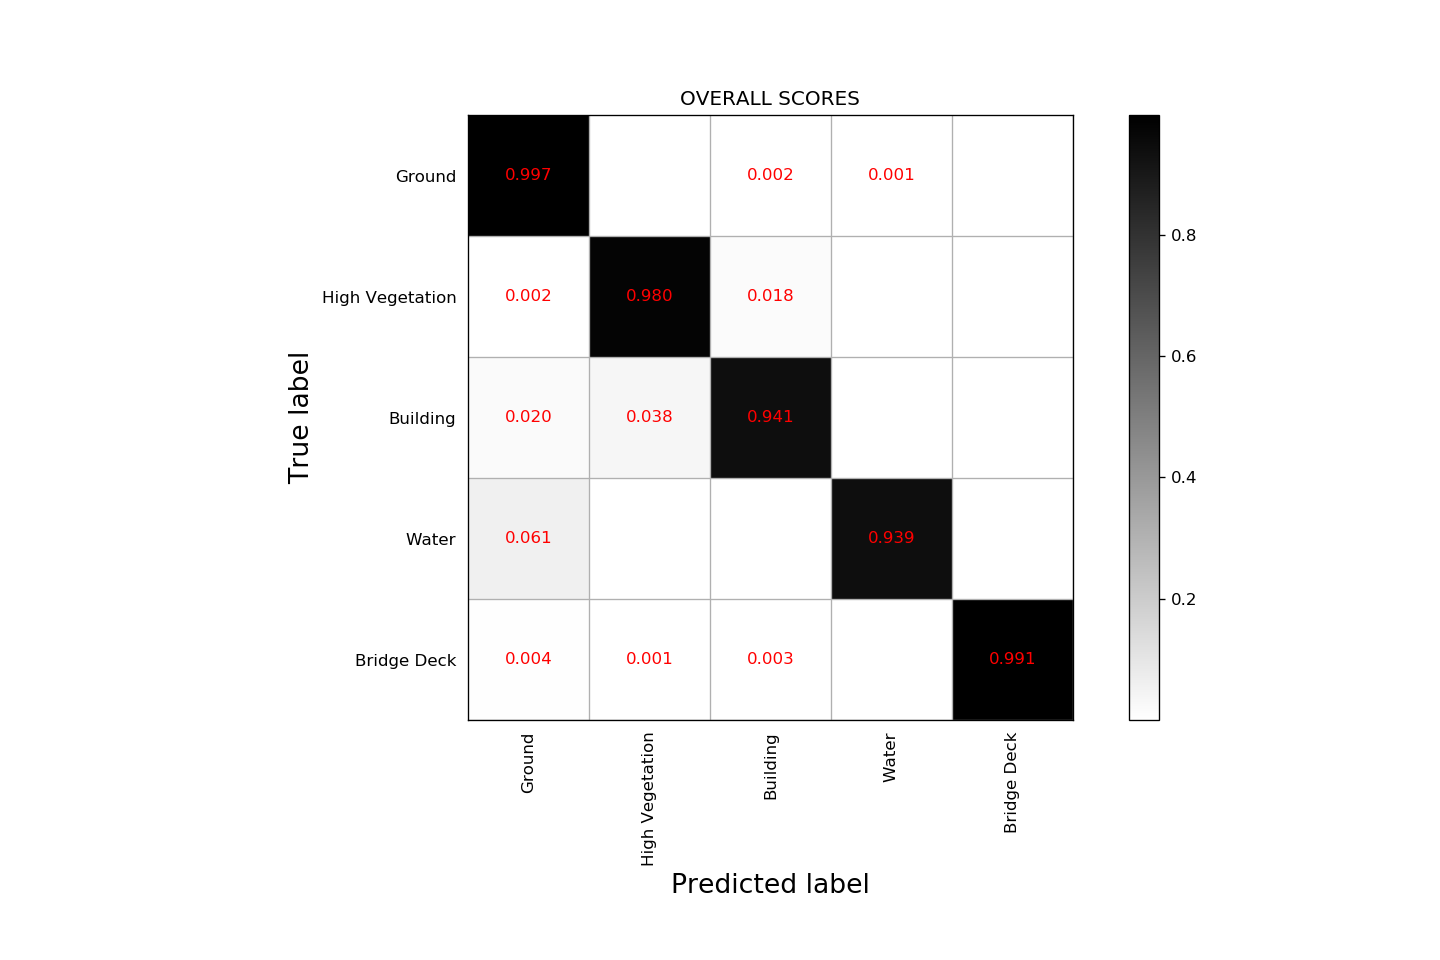 OVERALL SCORES
Ground 0.997 0.002 0.001
High Vegetation 0.002 0.980 0.018
Building 0.020 0.038 0.941
Water 0.061 0.939
Bridge Deck 0.004 0.001 0.003 0.991
True label
Ground
High Vegetation
Building
Water
Bridge Deck
Predicted label
0.8
0.6
0.4
0.2